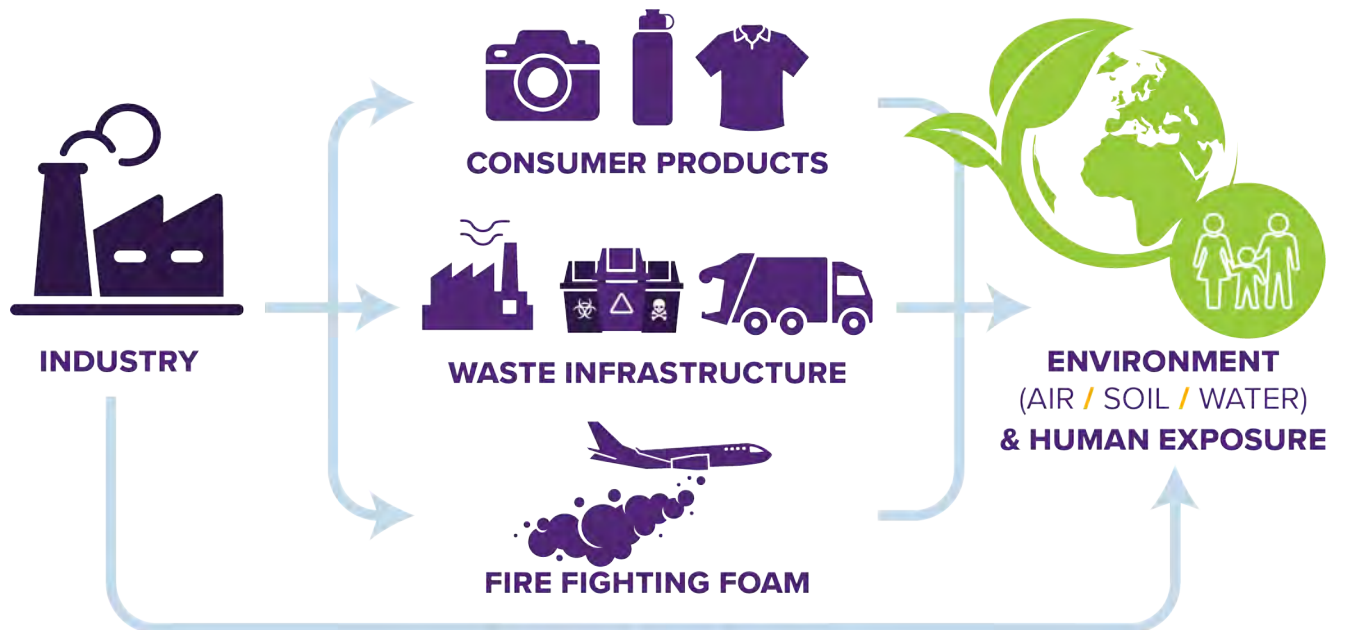 CONSUMER PRODUCTS
INDUSTRY
WASTE INFRASTRUCTURE
FIRE FIGHTING FOAM
ENVIRONMENT
(AIR / SOIL / WATER)
& HUMAN EXPOSURE